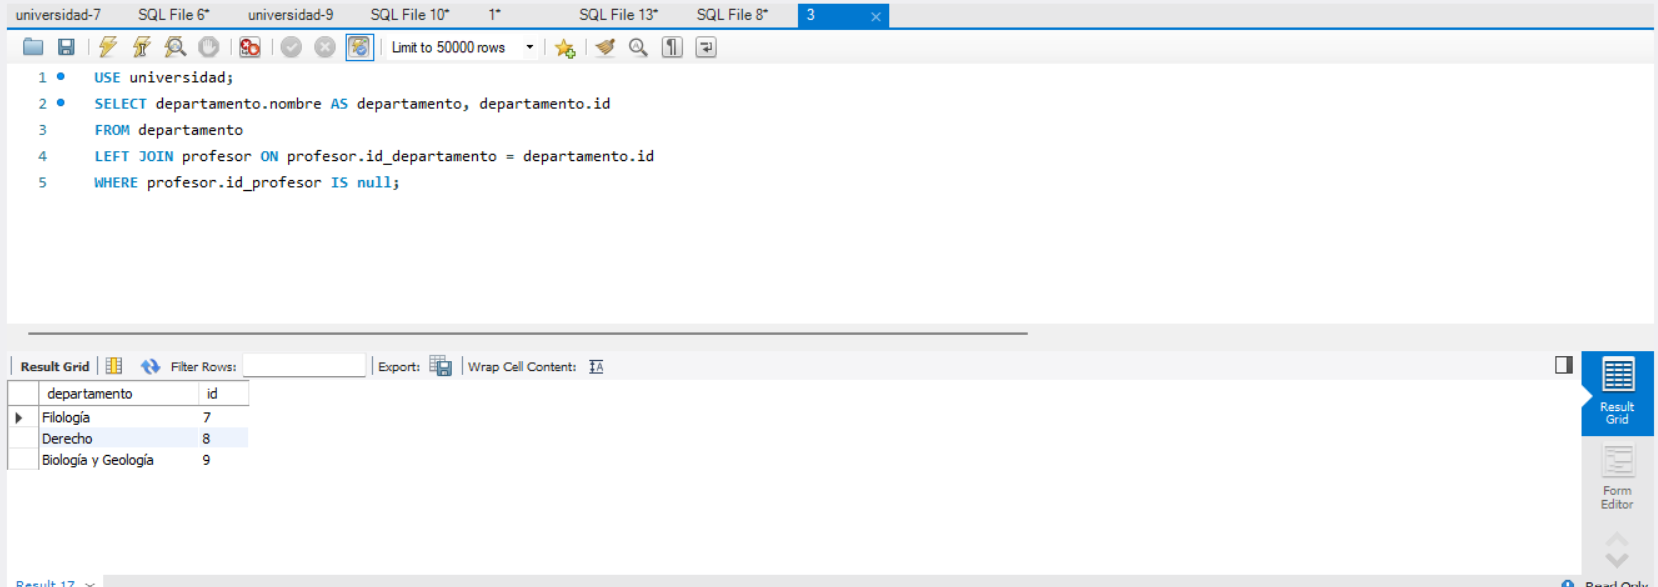 universidad-7 SQL File 6* universidad-9 SQL File 10* 1* SQL File 13* SQL File 8* 3
Limit to 50000 rows
1 USE universidad;
2 SELECT departamento.nombre AS departamento, departamento.id
3 FROM departamento
4 LEFT JOIN profesor ON profesor.id_departamento = departamento.id
5 WHERE profesor.id_profesor IS null;
Result Grid Filter Rows: Export: Wrap Cell Content:
departamento id
Filología 7
Derecho 8
Biología y Geología 9
Result
Grid
Form
Editor
Result 17 Read Only